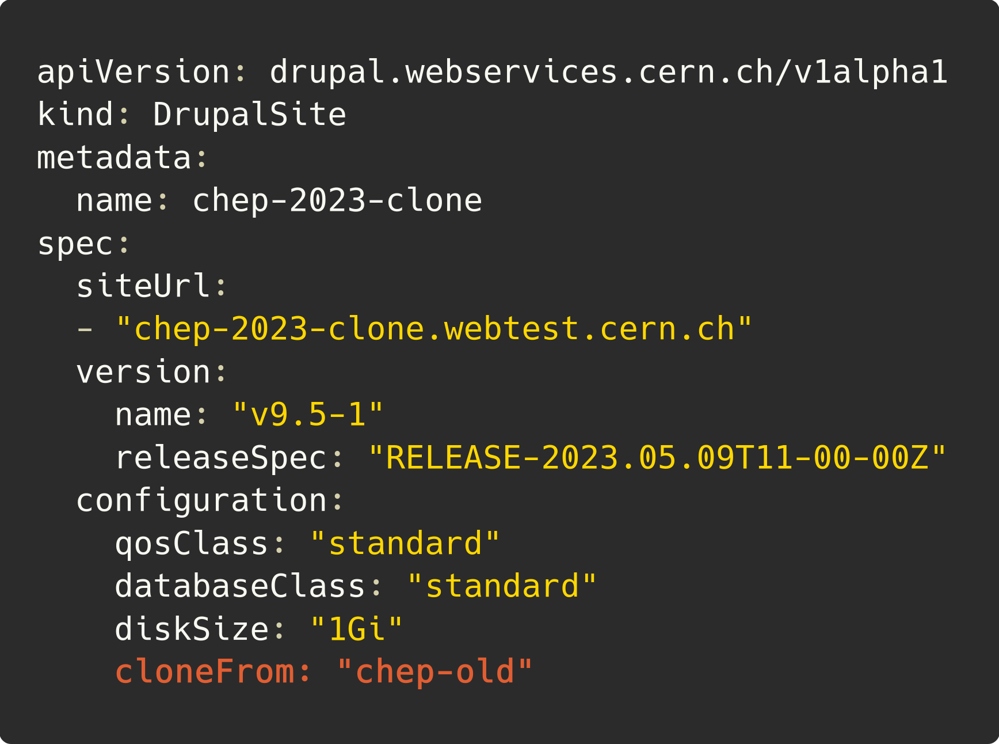 apiVersion: drupal.webservices.cern.ch/v1alpha1
kind: DrupalSite
metadata:
  name: chep-2023-clone
spec:
  siteUrl:
  - "chep-2023-clone.webtest.cern.ch"
  version:
    name: "v9.5-1"
    releaseSpec: "RELEASE-2023.05.09T11-00-00Z"
  configuration:
    qosClass: "standard"
    databaseClass: "standard"
    diskSize: "1Gi"
    cloneFrom: "chep-old"